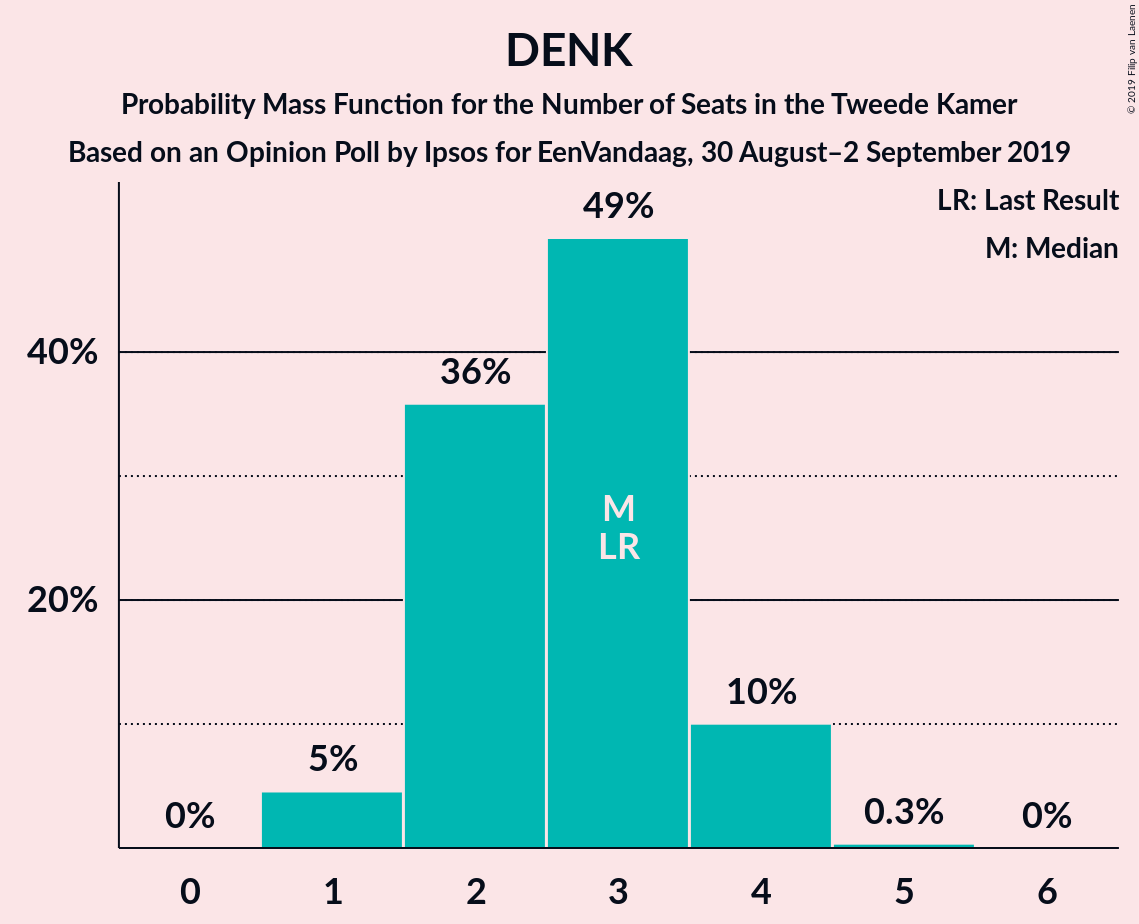 DENK
Probability Mass Function for the Number of Seats in the Tweede Kamer
Based on an Opinion Poll by Ipsos for EenVandaag, 30 August–2 September 2019
© 2019 Filip van Laenen
LR: Last Result
M: Median
49%
40%
36%
M
LR
20%
10%
5%
0%
0.3%
0%
0 1 2 3 4 5 6